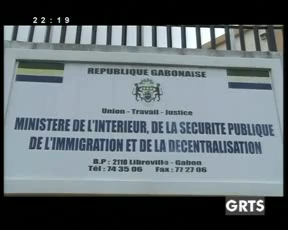 22:19
REPUBLIQUE GABONAISE
Union - Travail - Justice
MINISTERE DE L'INTERIEUR, DE LA SECURITE PUBLIQUE
DE L'IMMIGRATION ET DE LA DECENTRALISATION
B.P : 2110 Libreville - Gabon
Tél : 74 35 06 Fax : 77 27 06
GRTS